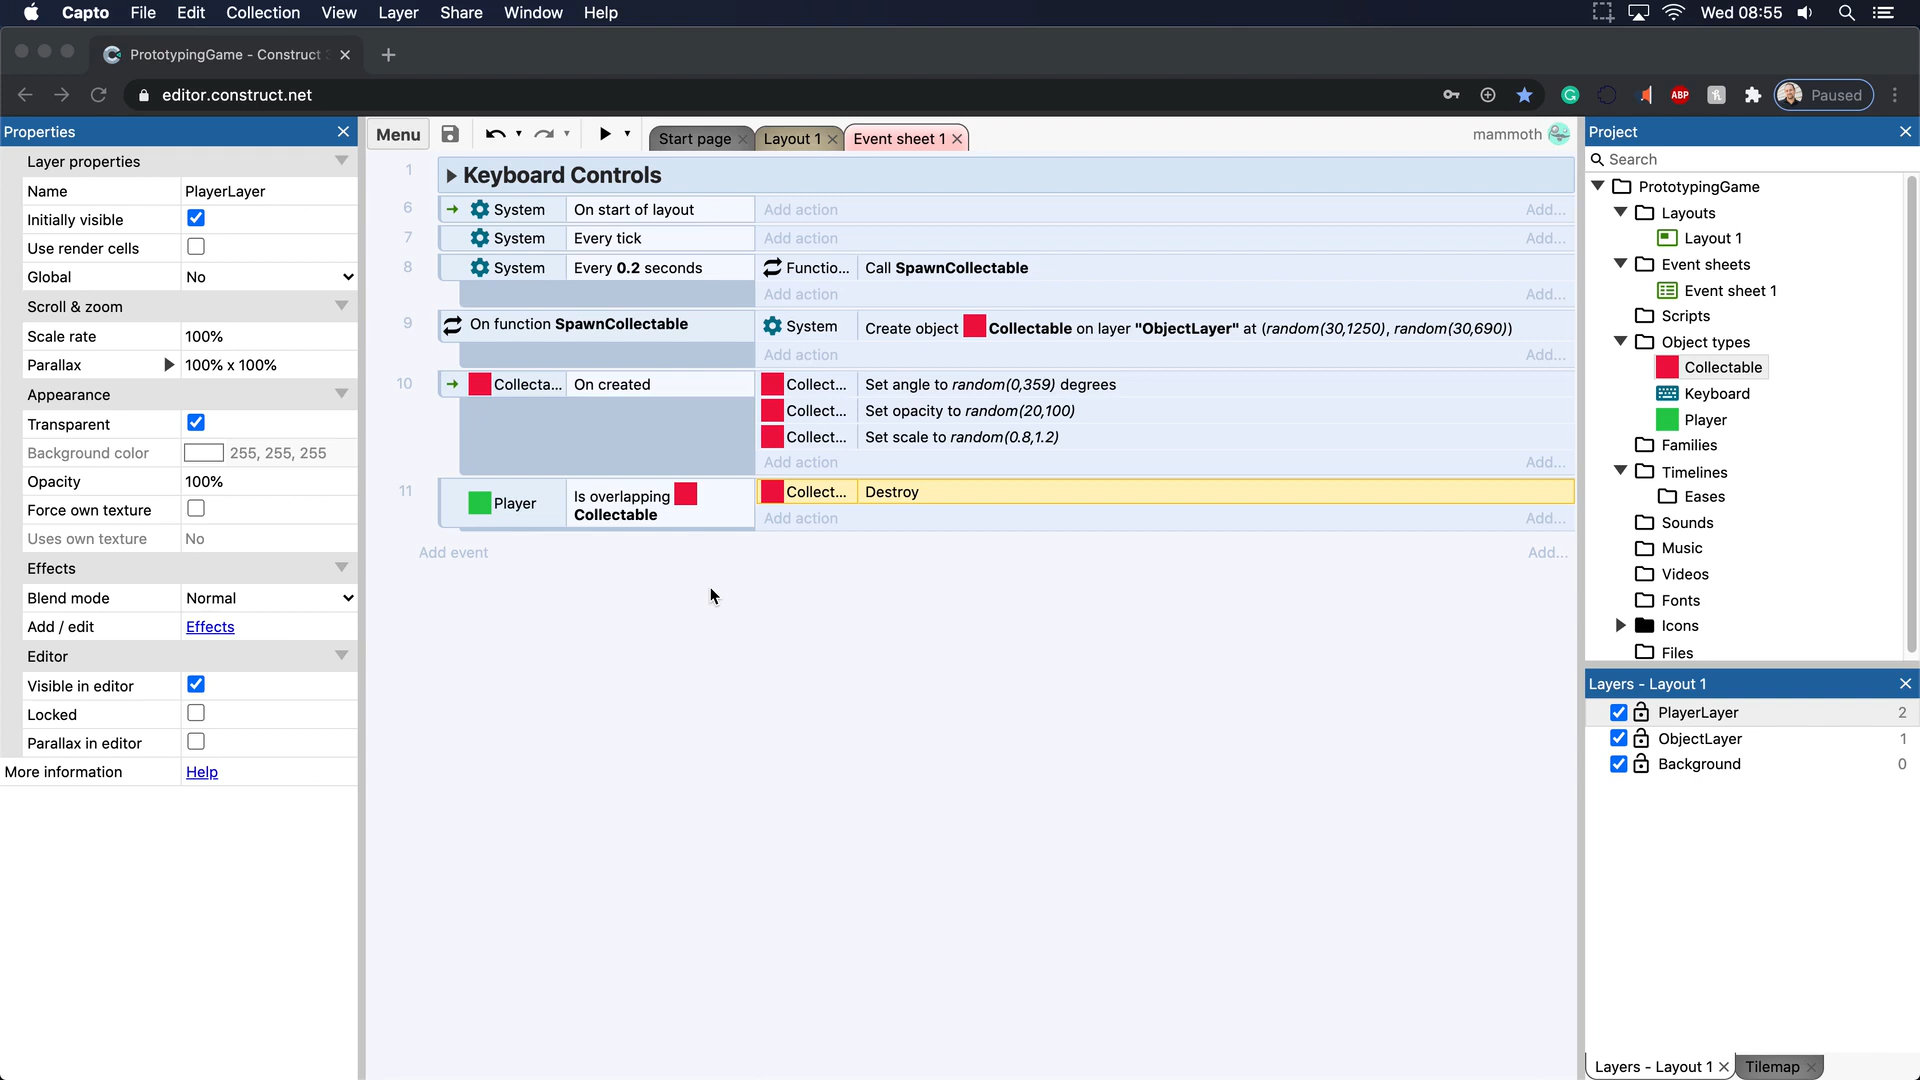 Capto File Edit Collection View Layer Share Window Help Wed 08:55
PrototypingGame - Construct
editor.construct.net ABP Paused
Properties
Layer properties
Name PlayerLayer
Initially visible
Use render cells
Global No
Scroll & zoom
Scale rate 100%
Parallax 100% x 100%
Appearance
Transparent
Background color 255, 255, 255
Opacity 100%
Force own texture
Uses own texture No
Effects
Blend mode Normal
Add / edit Effects
Editor
Visible in editor
Locked
Parallax in editor
More information Help
Menu Start page Layout 1 Event sheet 1 mammoth
1 Keyboard Controls
6 System On start of layout Add action Add...
7 System Every tick Add action Add...
8 System Every 0.2 seconds Functio... Call SpawnCollectable
Add action Add...
9 On function SpawnCollectable System Create object Collectable on layer "ObjectLayer" at (random(30,1250), random(30,690))
Add action Add...
10 Collecta... On created Collect... Set angle to random(0,359) degrees
Collect... Set opacity to random(20,100)
Collect... Set scale to random(0.8,1.2)
Add action Add...
11 Player Is overlapping Collectable Collect... Destroy
Add action Add...
Add event Add...
Project
Search
PrototypingGame
Layouts
Layout 1
Event sheets
Event sheet 1
Scripts
Object types
Collectable
Keyboard
Player
Families
Timelines
Eases
Sounds
Music
Videos
Fonts
Icons
Files
Layers - Layout 1
PlayerLayer 2
ObjectLayer 1
Background 0
Layers - Layout 1 Tilemap